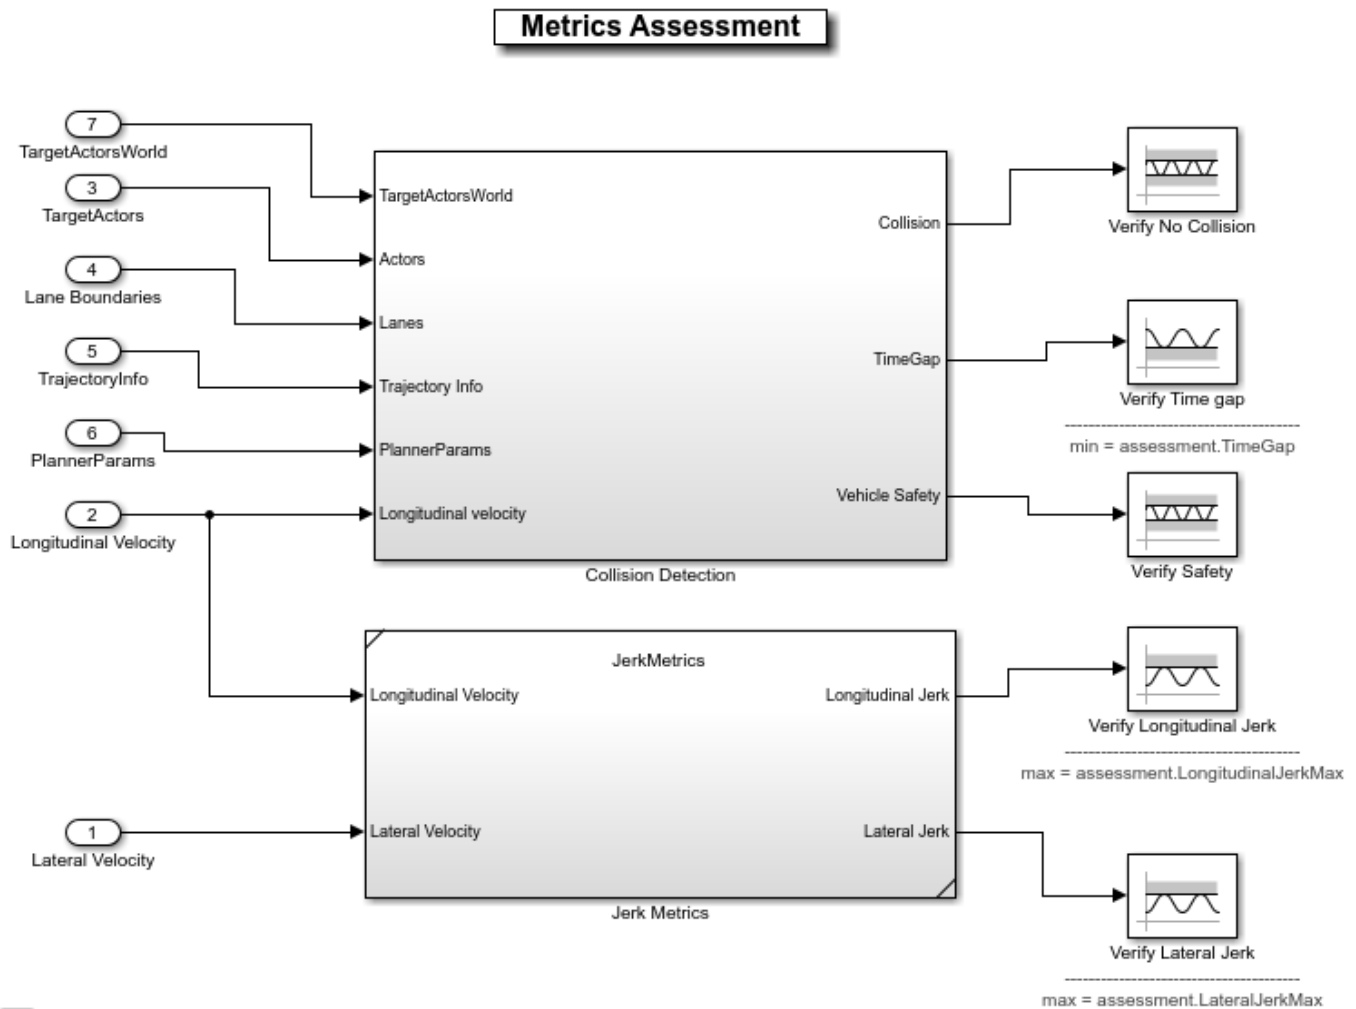 Metrics Assessment
7
TargetActorsWorld
3
TargetActors
4
Lane Boundaries
5
TrajectoryInfo
6
PlannerParams
2
Longitudinal Velocity
1
Lateral Velocity
TargetActorsWorld
Actors
Lanes
Trajectory Info
PlannerParams
Longitudinal velocity
Collision
TimeGap
Vehicle Safety
Collision Detection
JerkMetrics
Longitudinal Velocity
Lateral Velocity
Longitudinal Jerk
Lateral Jerk
Jerk Metrics
Verify No Collision
Verify Time gap
min = assessment.TimeGap
Verify Safety
Verify Longitudinal Jerk
max = assessment.LongitudinalJerkMax
Verify Lateral Jerk
max = assessment.LateralJerkMax